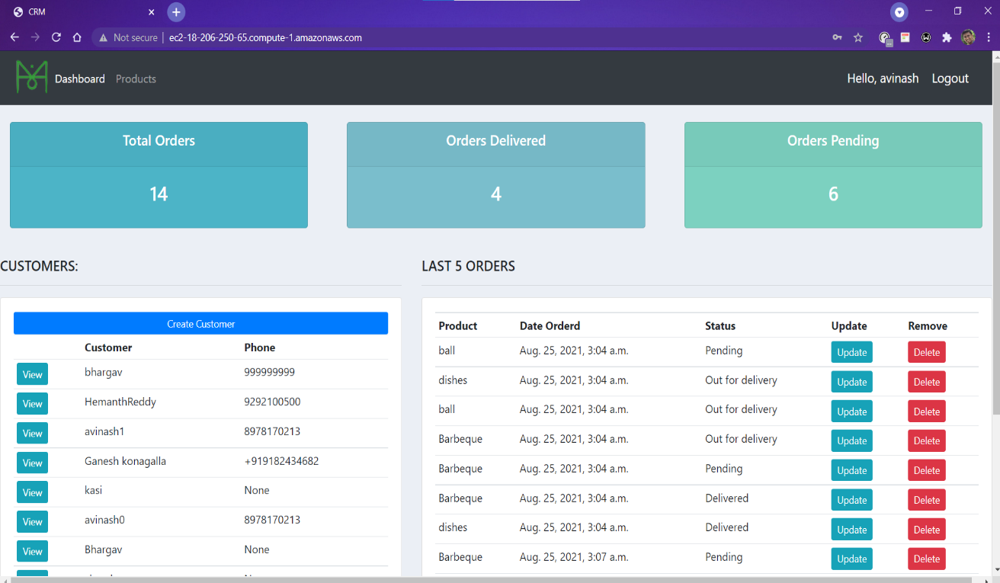 CRM
Not secure | ec2-18-206-250-65.compute-1.amazonaws.com
Dashboard Products Hello, avinash Logout
Total Orders Orders Delivered Orders Pending
14 4 6
CUSTOMERS: LAST 5 ORDERS
Create Customer
Customer Phone
View bhargav 999999999
View HemanthReddy 9292100500
View avinash1 8978170213
View Ganesh konagalla +919182434682
View kasi None
View avinash0 8978170213
View Bhargav None
Product Date Orderd Status Update Remove
ball Aug. 25, 2021, 3:04 a.m. Pending Update Delete
dishes Aug. 25, 2021, 3:04 a.m. Out for delivery Update Delete
ball Aug. 25, 2021, 3:04 a.m. Out for delivery Update Delete
Barbeque Aug. 25, 2021, 3:04 a.m. Out for delivery Update Delete
Barbeque Aug. 25, 2021, 3:04 a.m. Pending Update Delete
Barbeque Aug. 25, 2021, 3:04 a.m. Delivered Update Delete
dishes Aug. 25, 2021, 3:04 a.m. Delivered Update Delete
Barbeque Aug. 25, 2021, 3:07 a.m. Pending Update Delete